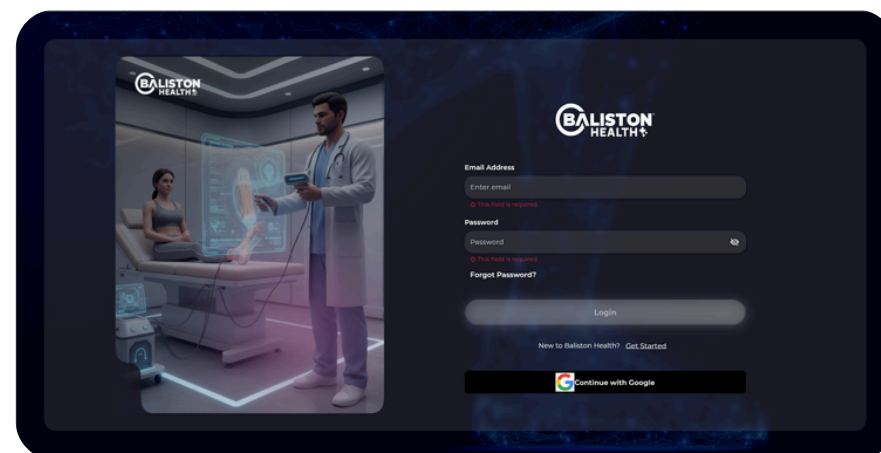 BALISTON
HEALTH
BALISTON
HEALTH
Email Address
Enter email
This field is required
Password
Password
This field is required
Forgot Password?
Login
New to Baliston Health? Get Started
Continue with Google